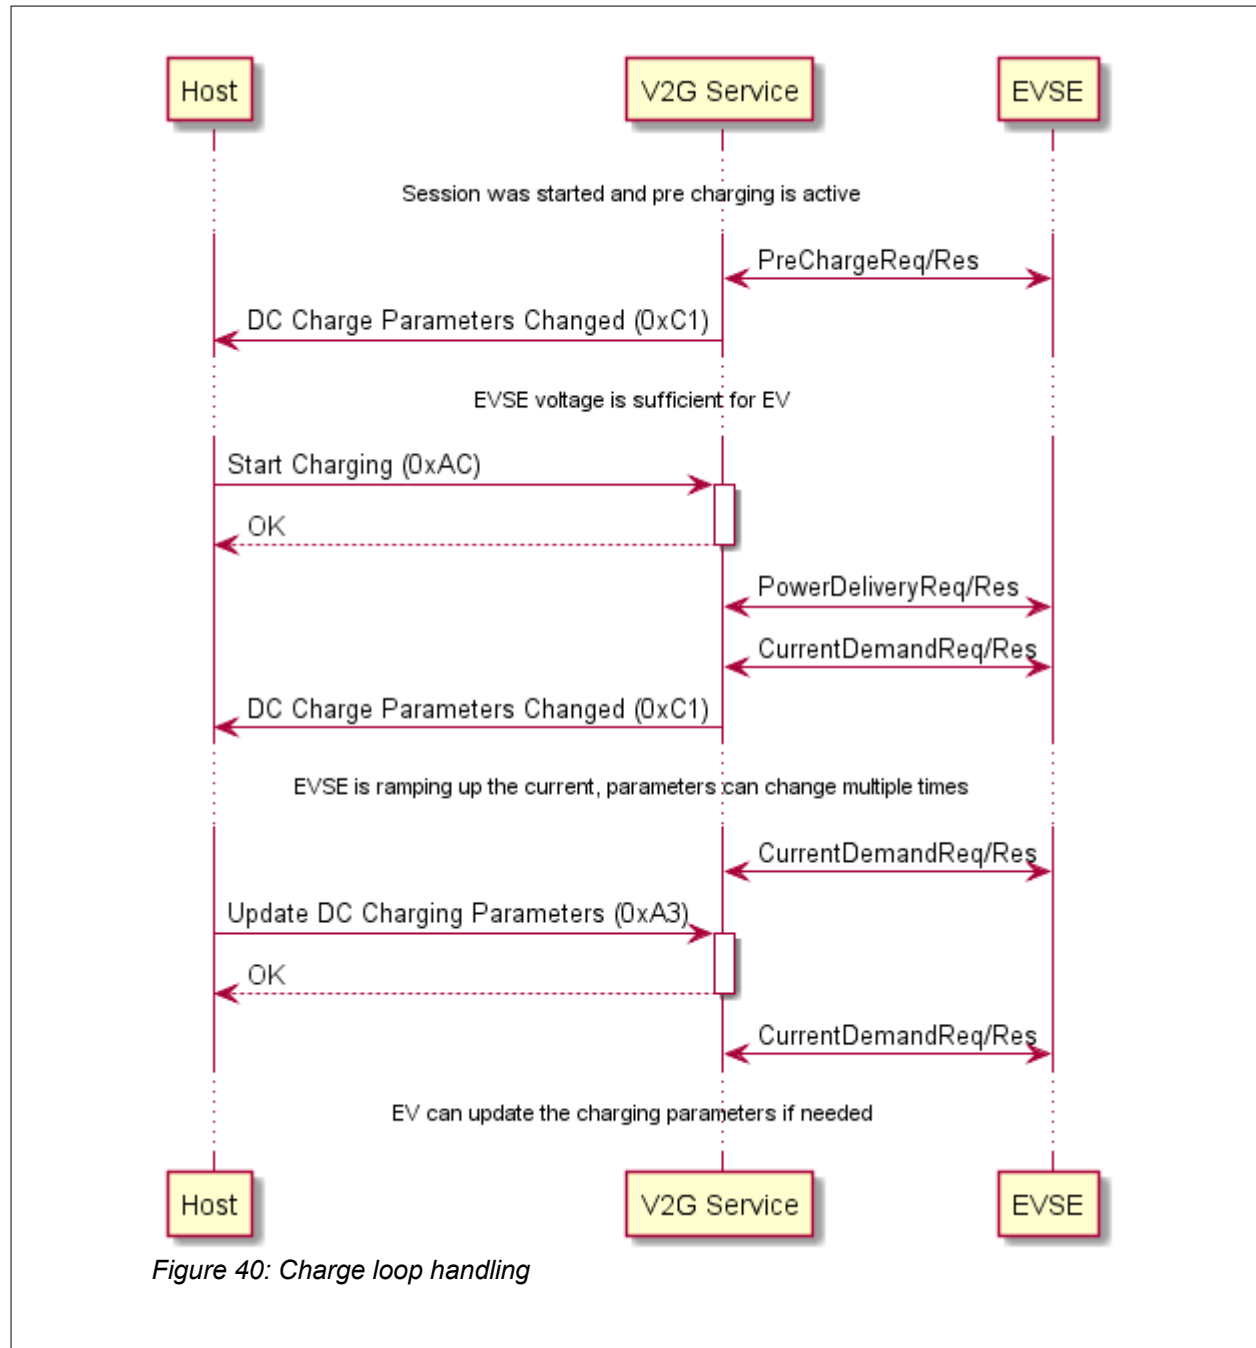 Host
V2G Service
EVSE
Session was started and pre charging is active
PreChargeReq/Res
DC Charge Parameters Changed (0xC1)
EVSE voltage is sufficient for EV
Start Charging (0xAC)
OK
PowerDeliveryReq/Res
CurrentDemandReq/Res
DC Charge Parameters Changed (0xC1)
EVSE is ramping up the current, parameters can change multiple times
CurrentDemandReq/Res
Update DC Charging Parameters (0xA3)
OK
CurrentDemandReq/Res
EV can update the charging parameters if needed
Host
V2G Service
EVSE
Figure 40: Charge loop handling